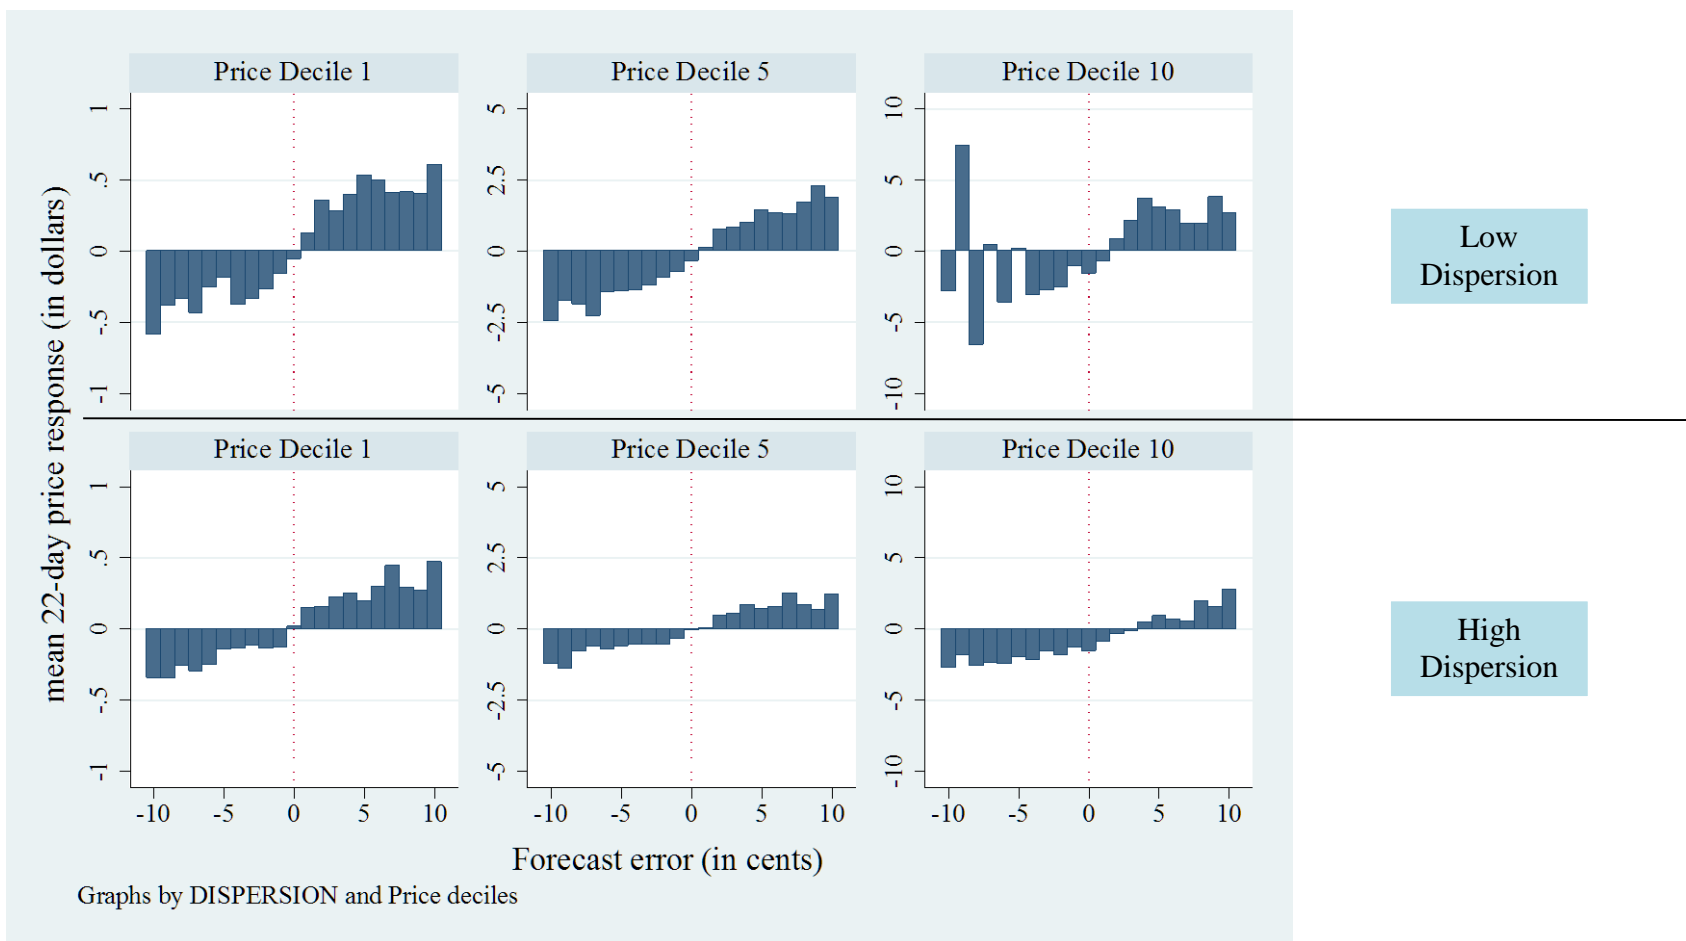 Price Decile 1
Price Decile 5
Price Decile 10
1
.5
0
-.5
-1
5
2.5
0
-2.5
-5
10
5
0
-5
-10
Low
Dispersion
mean 22-day price response (in dollars)
Price Decile 1
Price Decile 5
Price Decile 10
1
.5
0
-.5
-1
5
2.5
0
-2.5
-5
10
5
0
-5
-10
High
Dispersion
-10 -5 0 5 10
-10 -5 0 5 10
-10 -5 0 5 10
Forecast error (in cents)
Graphs by DISPERSION and Price deciles